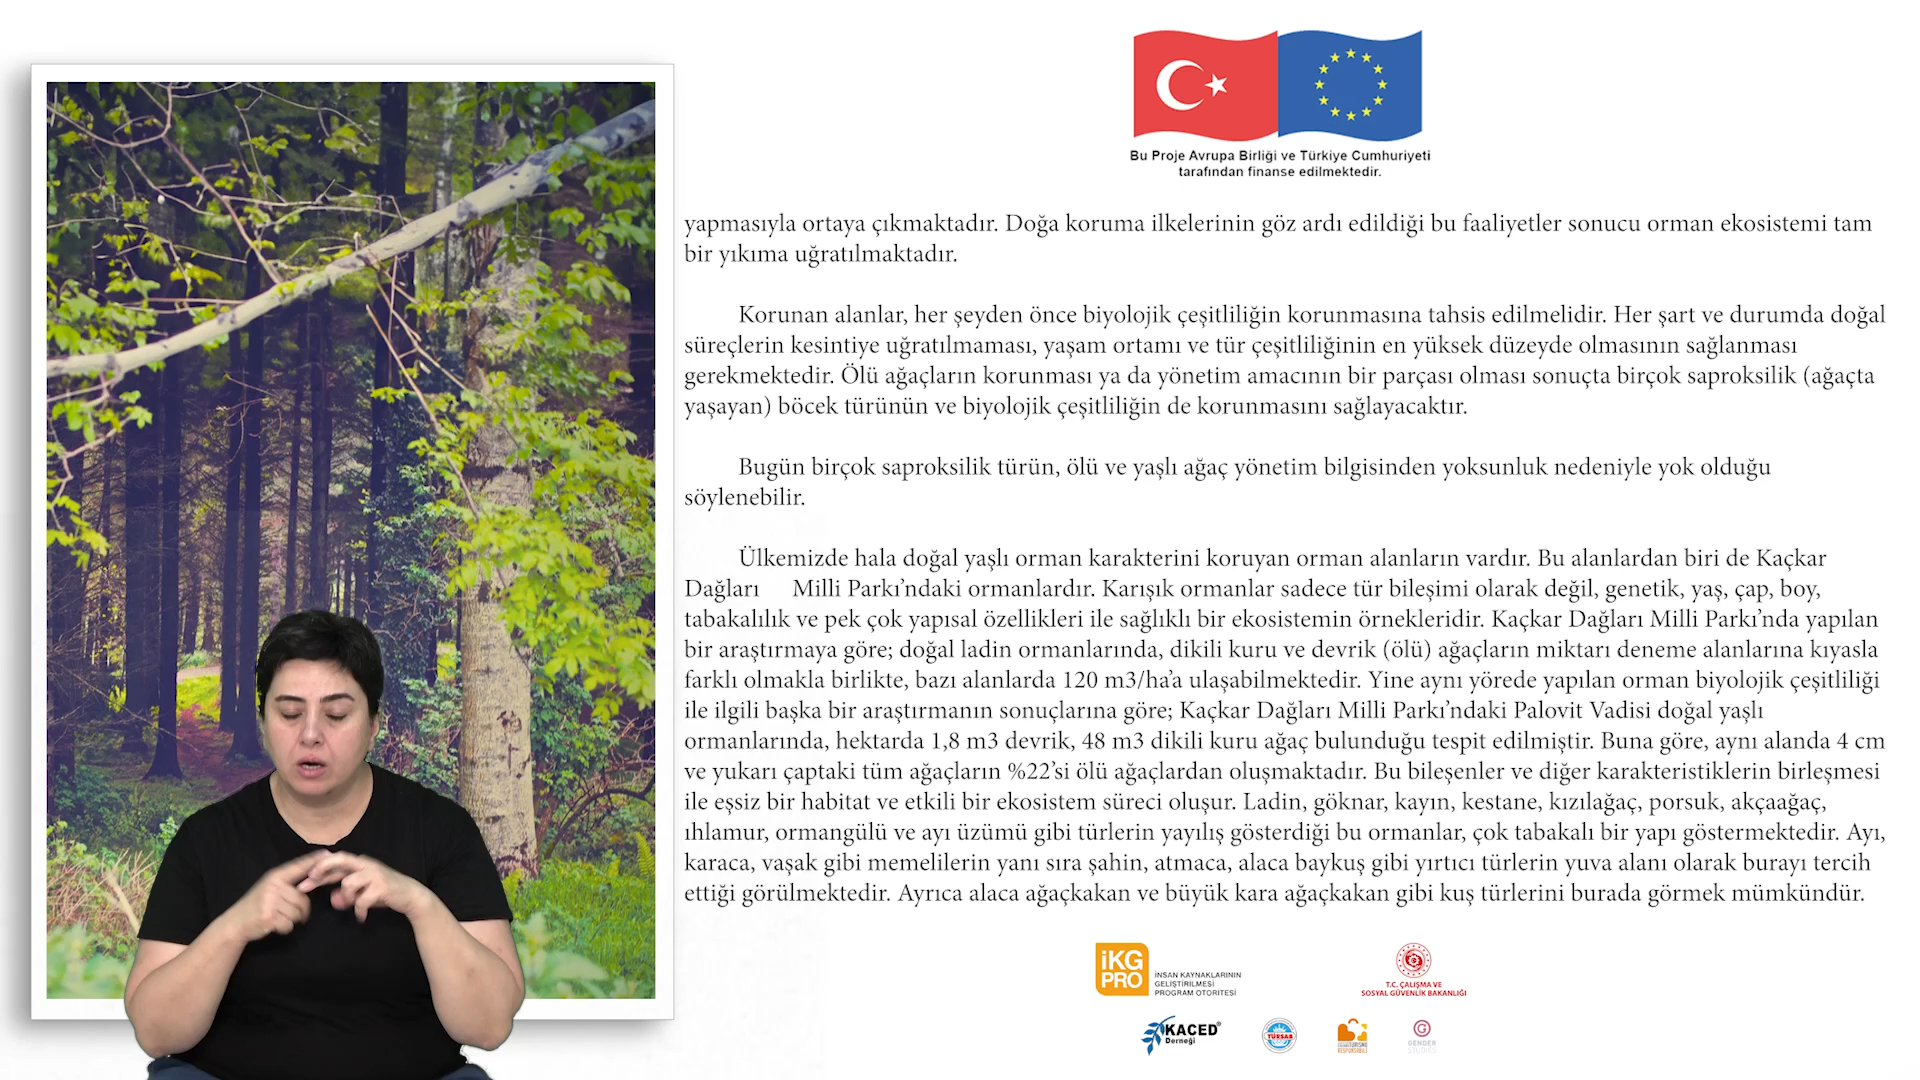 Bu Proje Avrupa Birliği ve Türkiye Cumhuriyeti
tarafından finanse edilmektedir.
yapmasıyla ortaya çıkmaktadır. Doğa koruma ilkelerinin göz ardı edildiği bu faaliyetler sonucu orman ekosistemi tam
bir yıkıma uğratılmaktadır.
Korunan alanlar, her şeyden önce biyolojik çeşitliliğin korunmasına tahsis edilmelidir. Her şart ve durumda doğal
süreçlerin kesintiye uğratılmaması, yaşam ortamı ve tür çeşitliliğinin en yüksek düzeyde olmasının sağlanması
gerekmektedir. Ölü ağaçların korunması ya da yönetim amacının bir parçası olması sonuçta birçok saproksilik (ağaçta
yaşayan) böcek türünün ve biyolojik çeşitliliğin de korunmasını sağlayacaktır.
Bugün birçok saproksilik türün, ölü ve yaşlı ağaç yönetim bilgisinden yoksunluk nedeniyle yok olduğu
söylenebilir.
Ülkemizde hala doğal yaşlı orman karakterini koruyan orman alanların vardır. Bu alanlardan biri de Kaçkar
Dağları Milli Parkı’ndaki ormanlardır. Karışık ormanlar sadece tür bileşimi olarak değil, genetik, yaş, çap, boy,
tabakalılık ve pek çok yapısal özellikleri ile sağlıklı bir ekosistemin örnekleridir. Kaçkar Dağları Milli Parkı’nda yapılan
bir araştırmaya göre; doğal ladin ormanlarında, dikili kuru ve devrik (ölü) ağaçların miktarı deneme alanlarına kıyasla
farklı olmakla birlikte, bazı alanlarda 120 m3/ha’a ulaşabilmektedir. Yine aynı yörede yapılan orman biyolojik çeşitliliği
ile ilgili başka bir araştırmanın sonuçlarına göre; Kaçkar Dağları Milli Parkı’ndaki Palovit Vadisi doğal yaşlı
ormanlarında, hektarda 1,8 m3 devrik, 48 m3 dikili kuru ağaç bulunduğu tespit edilmiştir. Buna göre, aynı alanda 4 cm
ve yukarı çaptaki tüm ağaçların %22’si ölü ağaçlardan oluşmaktadır. Bu bileşenler ve diğer karakteristiklerin birleşmesi
ile eşsiz bir habitat ve etkili bir ekosistem süreci oluşur. Ladin, göknar, kayın, kestane, kızılağaç, porsuk, akçaağaç,
ıhlamur, ormangülü ve ayı üzümü gibi türlerin yayılış gösterdiği bu ormanlar, çok tabakalı bir yapı göstermektedir. Ayı,
karaca, vaşak gibi memelilerin yanı sıra şahin, atmaca, alaca baykuş gibi yırtıcı türlerin yuva alanı olarak burayı tercih
ettiği görülmektedir. Ayrıca alaca ağaçkakan ve büyük kara ağaçkakan gibi kuş türlerini burada görmek mümkündür.
iKG
PRO
İNSAN KAYNAKLARININ
GELİŞTİRİLMESİ
PROGRAM OTORİTESİ
T.C. ÇALIŞMA VE
SOSYAL GÜVENLİK BAKANLIĞI
KACED®
Derneği
TÜRSAB
TURISMO
RESPONSABILE
GENDER
STUDIES